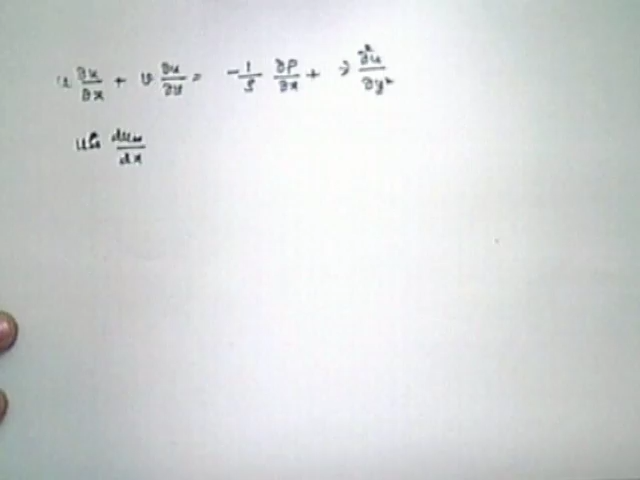 u ∂u/∂x + v ∂u/∂y = -1/ρ ∂P/∂x + ν ∂²u/∂y²
u∞ du∞/dx